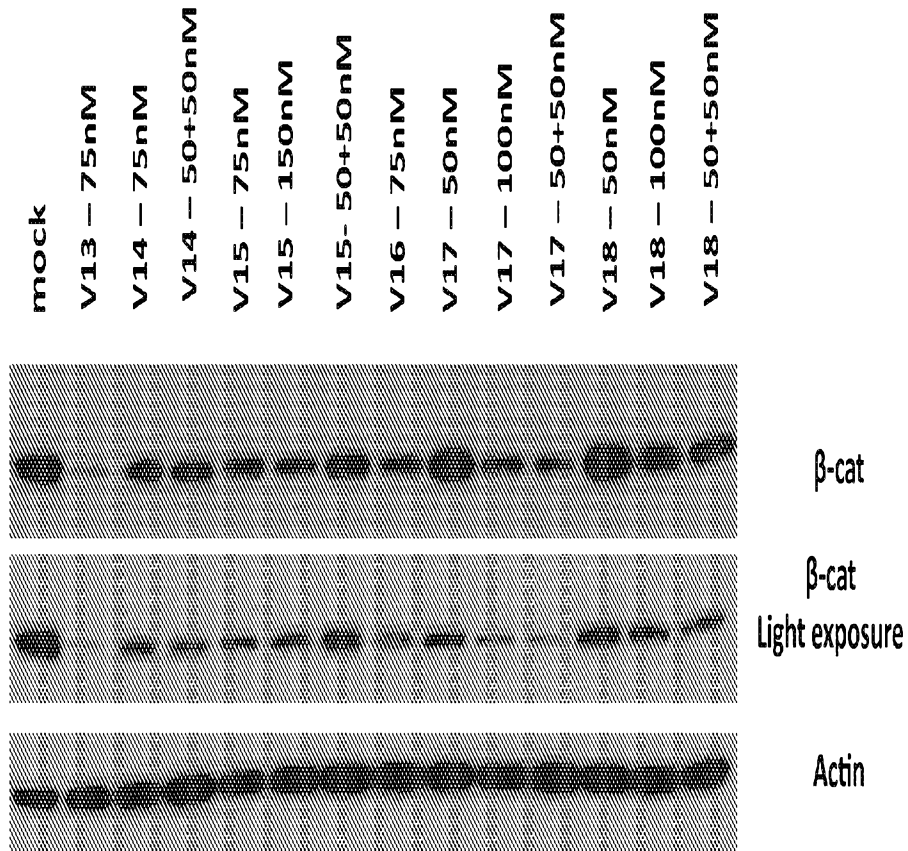 mock
V13 – 75nM
V14 – 75nM
V14 – 50+50nM
V15 – 75nM
V15 – 150nM
V15- 50+50nM
V16 – 75nM
V17 – 50nM
V17 – 100nM
V17 – 50+50nM
V18 – 50nM
V18 – 100nM
V18 – 50+50nM
β-cat
β-cat
Light exposure
Actin